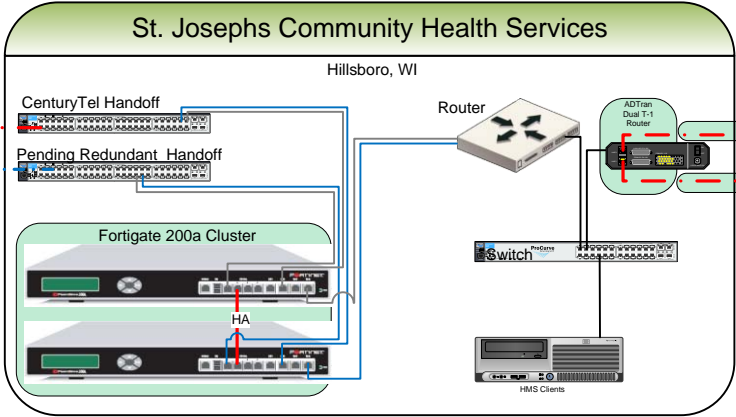 St. Josephs Community Health Services
Hillsboro, WI
CenturyTel Handoff
Pending Redundant Handoff
Router
ADTran
Dual T-1
Router
Fortigate 200a Cluster
HA
Switch
ProCurve
HMS Clients